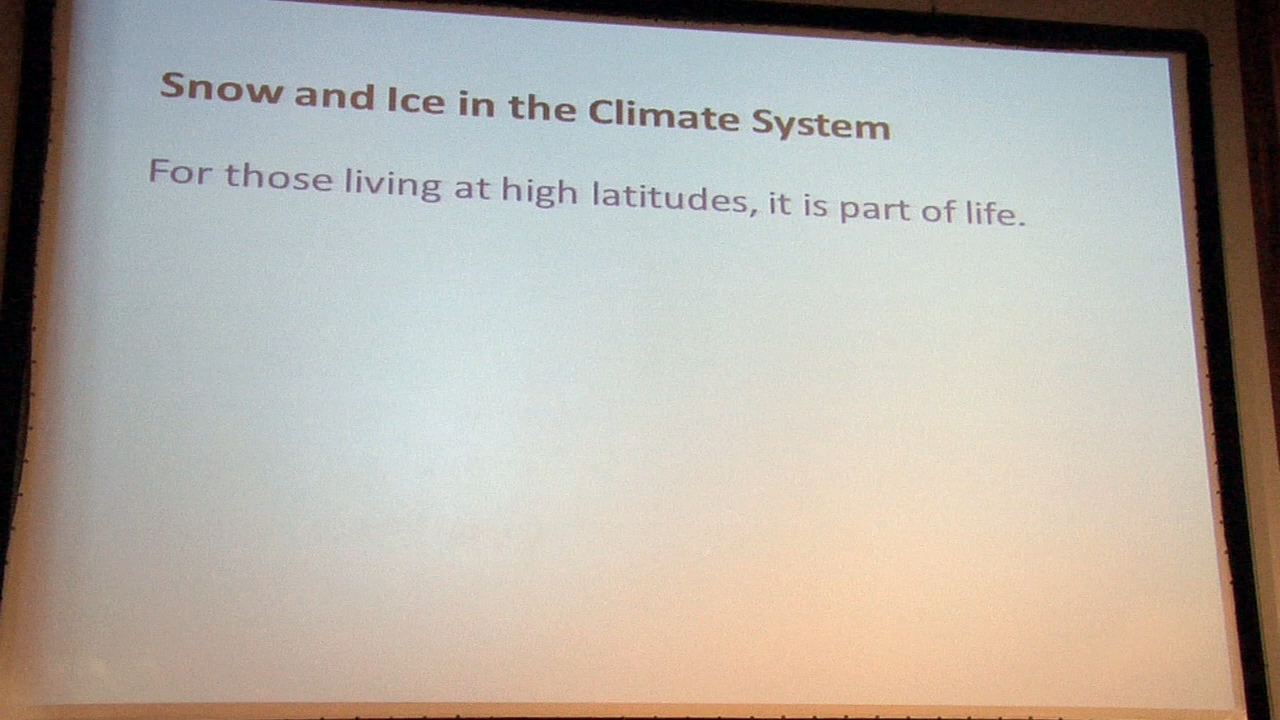 Snow and Ice in the Climate System
For those living at high latitudes, it is part of life.